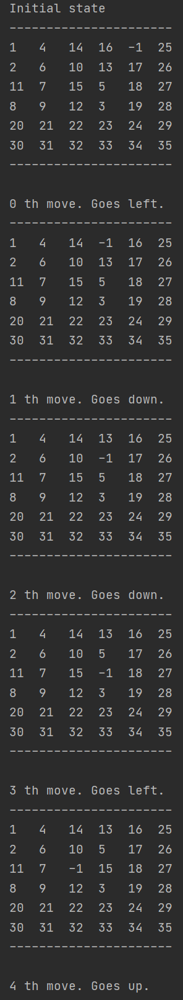 Initial state
----------------------
1   4   14  16  -1  25
2   6   10  13  17  26
11  7   15  5   18  27
8   9   12  3   19  28
20  21  22  23  24  29
30  31  32  33  34  35
----------------------

0 th move. Goes left.
----------------------
1   4   14  -1  16  25
2   6   10  13  17  26
11  7   15  5   18  27
8   9   12  3   19  28
20  21  22  23  24  29
30  31  32  33  34  35
----------------------

1 th move. Goes down.
----------------------
1   4   14  13  16  25
2   6   10  -1  17  26
11  7   15  5   18  27
8   9   12  3   19  28
20  21  22  23  24  29
30  31  32  33  34  35
----------------------

2 th move. Goes down.
----------------------
1   4   14  13  16  25
2   6   10  5   17  26
11  7   15  -1  18  27
8   9   12  3   19  28
20  21  22  23  24  29
30  31  32  33  34  35
----------------------

3 th move. Goes left.
----------------------
1   4   14  13  16  25
2   6   10  5   17  26
11  7   -1  15  18  27
8   9   12  3   19  28
20  21  22  23  24  29
30  31  32  33  34  35
----------------------

4 th move. Goes up.